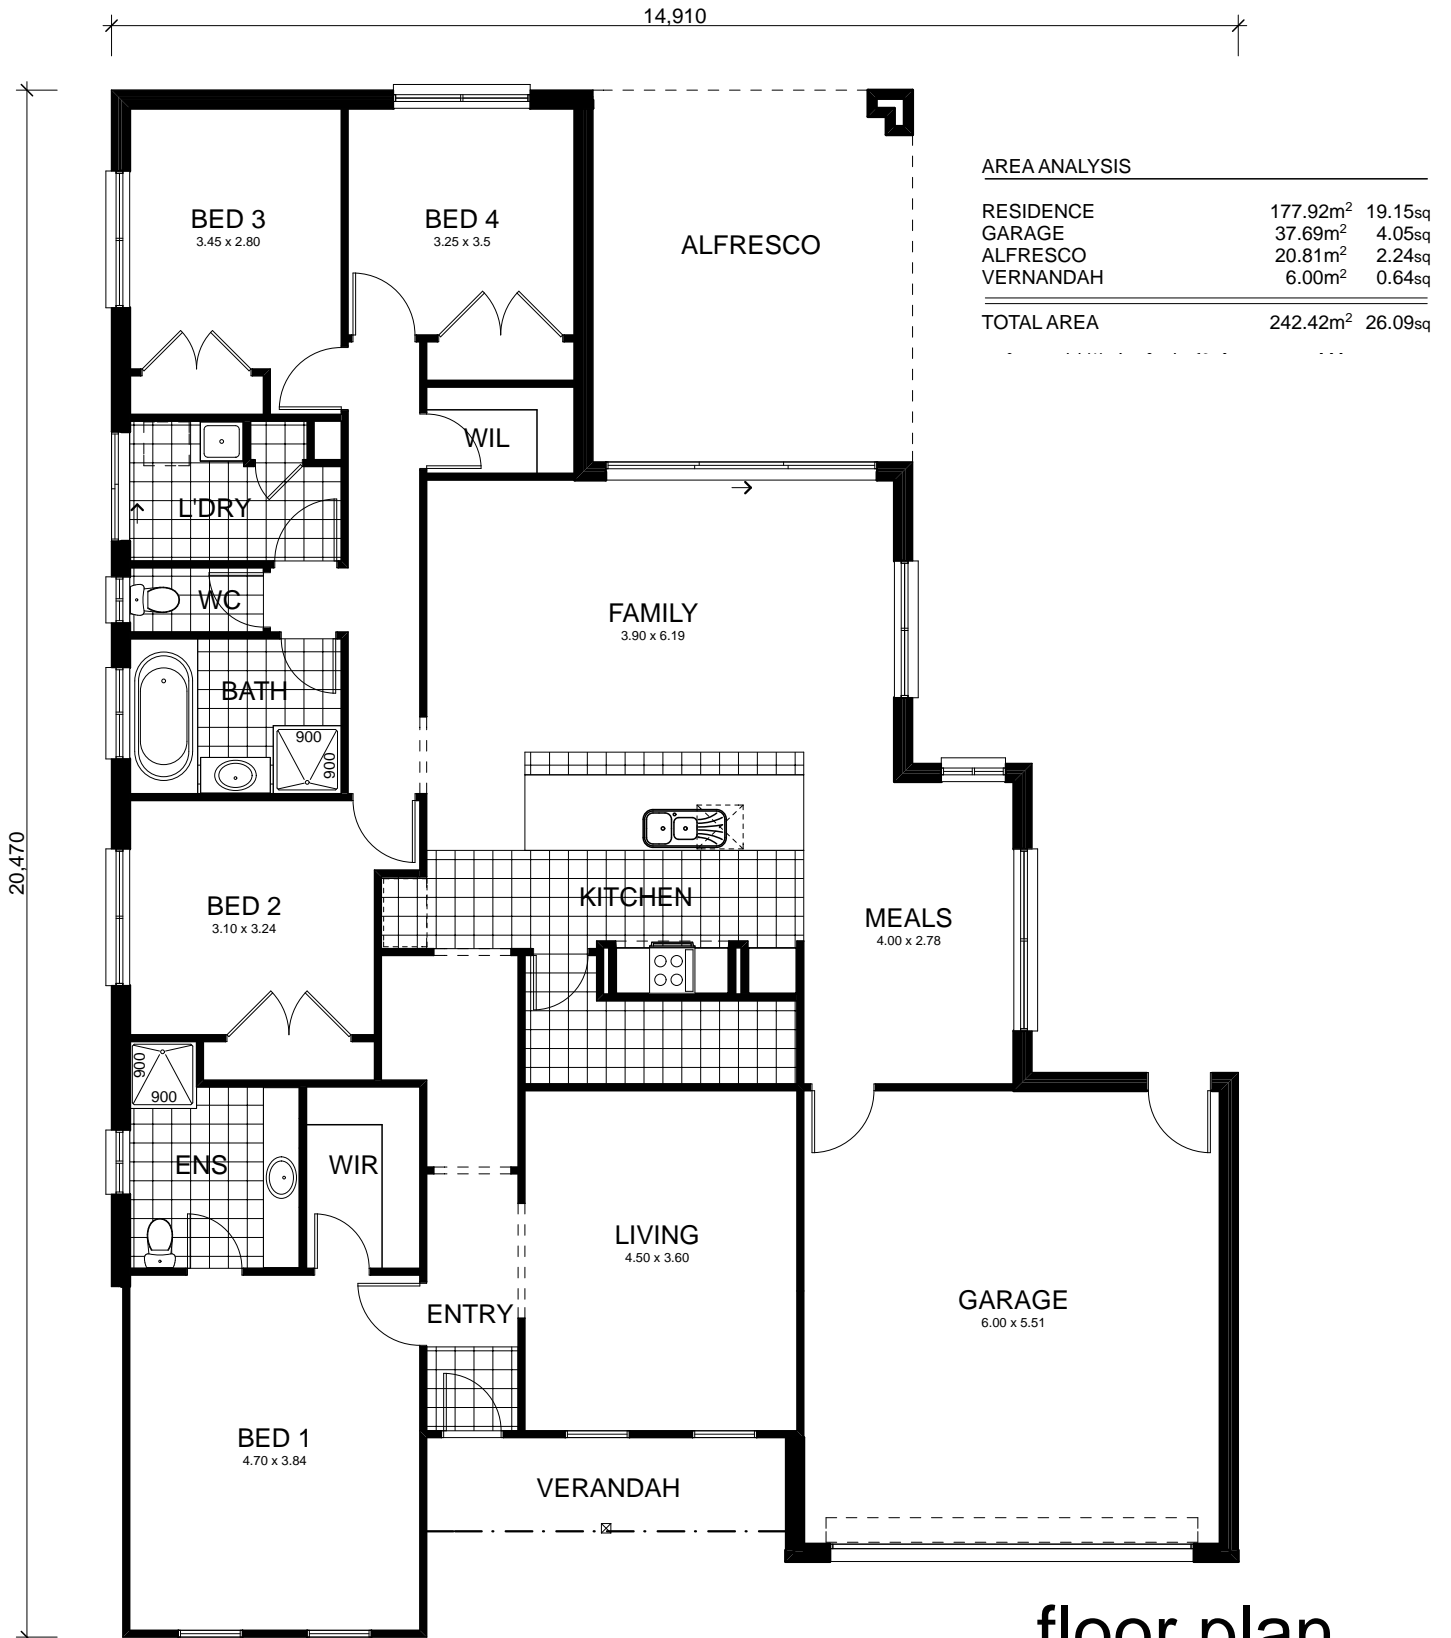 14,910
20,470
AREA ANALYSIS
RESIDENCE 177.92m² 19.15sq
GARAGE 37.69m² 4.05sq
ALFRESCO 20.81m² 2.24sq
VERNANDAH 6.00m² 0.64sq
TOTAL AREA 242.42m² 26.09sq
BED 3
3.45 x 2.80
BED 4
3.25 x 3.5
ALFRESCO
WIL
L'DRY
WC
FAMILY
3.90 x 6.19
BATH
900
900
BED 2
3.10 x 3.24
KITCHEN
MEALS
4.00 x 2.78
900
900
ENS
WIR
LIVING
4.50 x 3.60
ENTRY
GARAGE
6.00 x 5.51
BED 1
4.70 x 3.84
VERANDAH
floor plan